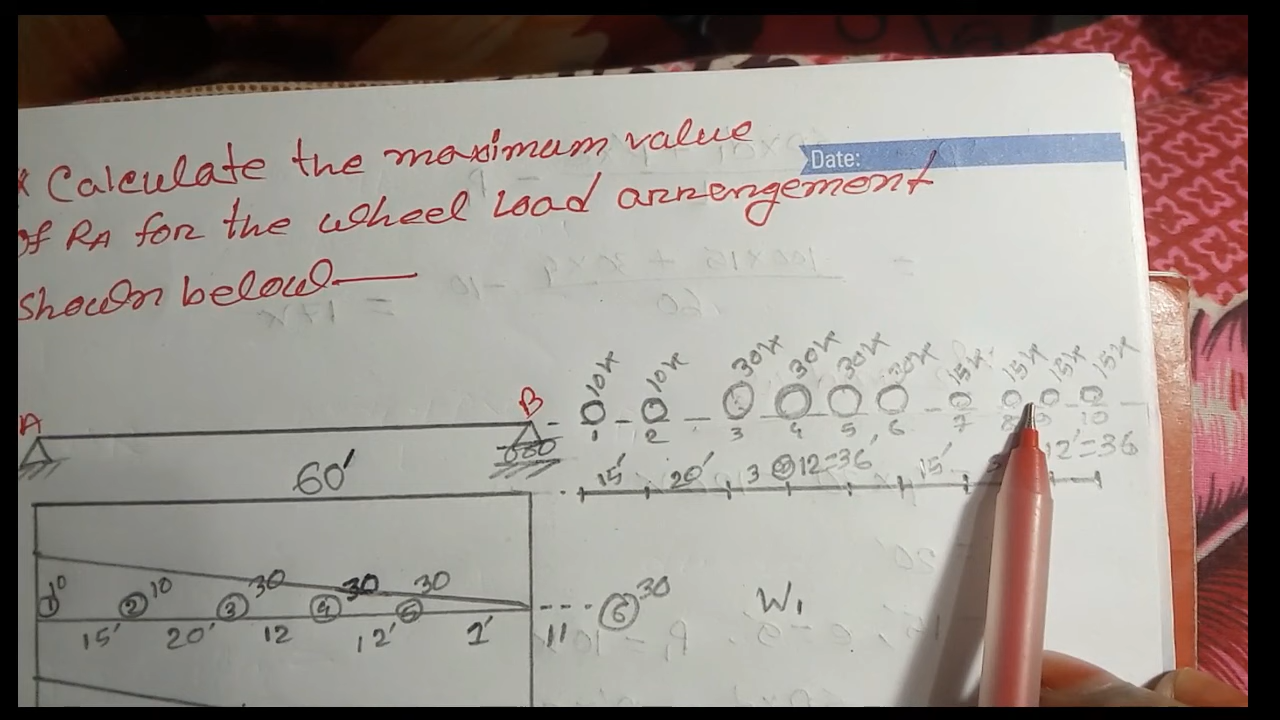 * Calculate the maximum value
Date:
of RA for the wheel load arrengement
shown below
A
B
10K 10K 30K 30K 30K 30K 15K 15K 15K 15K
1 2 3 4 5 6 7 8 9 10
60'
15' 20' 3 @ 12=36' 15' 12'=36
1 10 2 10 3 30 4 30 5 30 6 30
W1
15' 20' 12 12' 1' 11